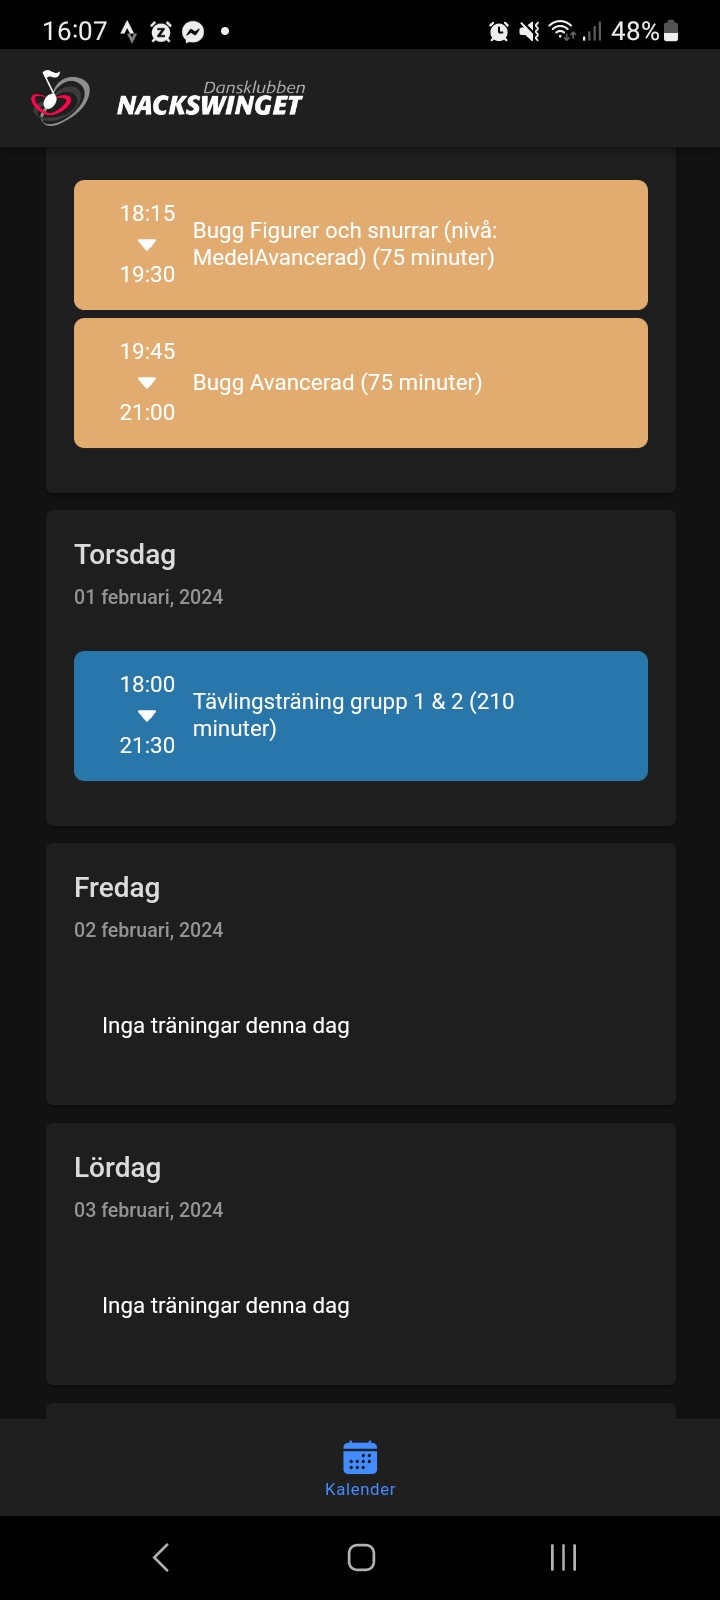 16:07
48%
Dansklubben
NACKSWINGET
18:15
Bugg Figurer och snurrar (nivå:
MedelAvancerad) (75 minuter)
19:30
19:45
Bugg Avancerad (75 minuter)
21:00
Torsdag
01 februari, 2024
18:00
Tävlingsträning grupp 1 & 2 (210
minuter)
21:30
Fredag
02 februari, 2024
Inga träningar denna dag
Lördag
03 februari, 2024
Inga träningar denna dag
Kalender